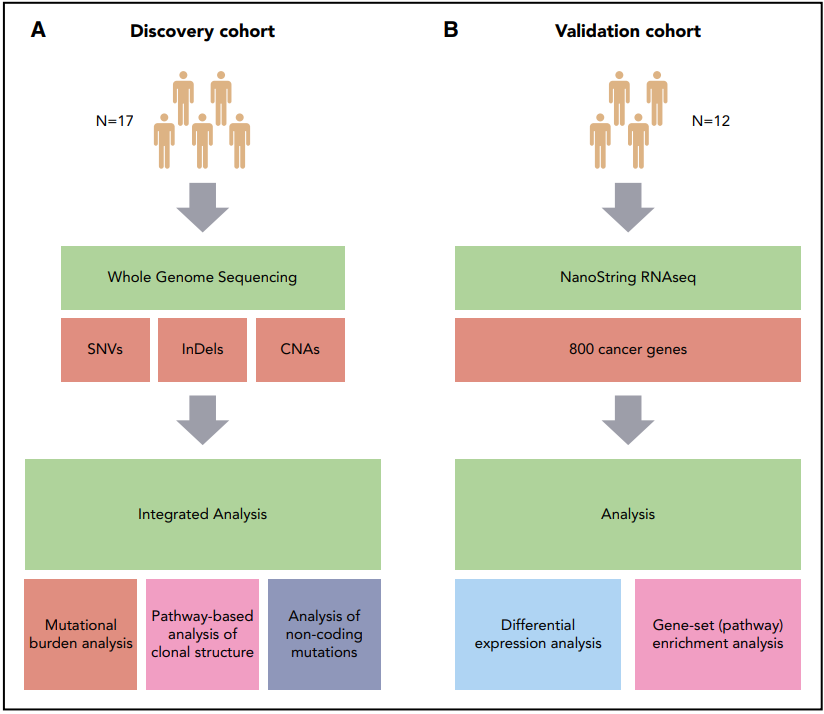 A
Discovery cohort
N=17
Whole Genome Sequencing
SNVs
InDels
CNAs
Integrated Analysis
Mutational
burden analysis
Pathway-based
analysis of
clonal structure
Analysis of
non-coding
mutations
B
Validation cohort
N=12
NanoString RNAseq
800 cancer genes
Analysis
Differential
expression analysis
Gene-set (pathway)
enrichment analysis